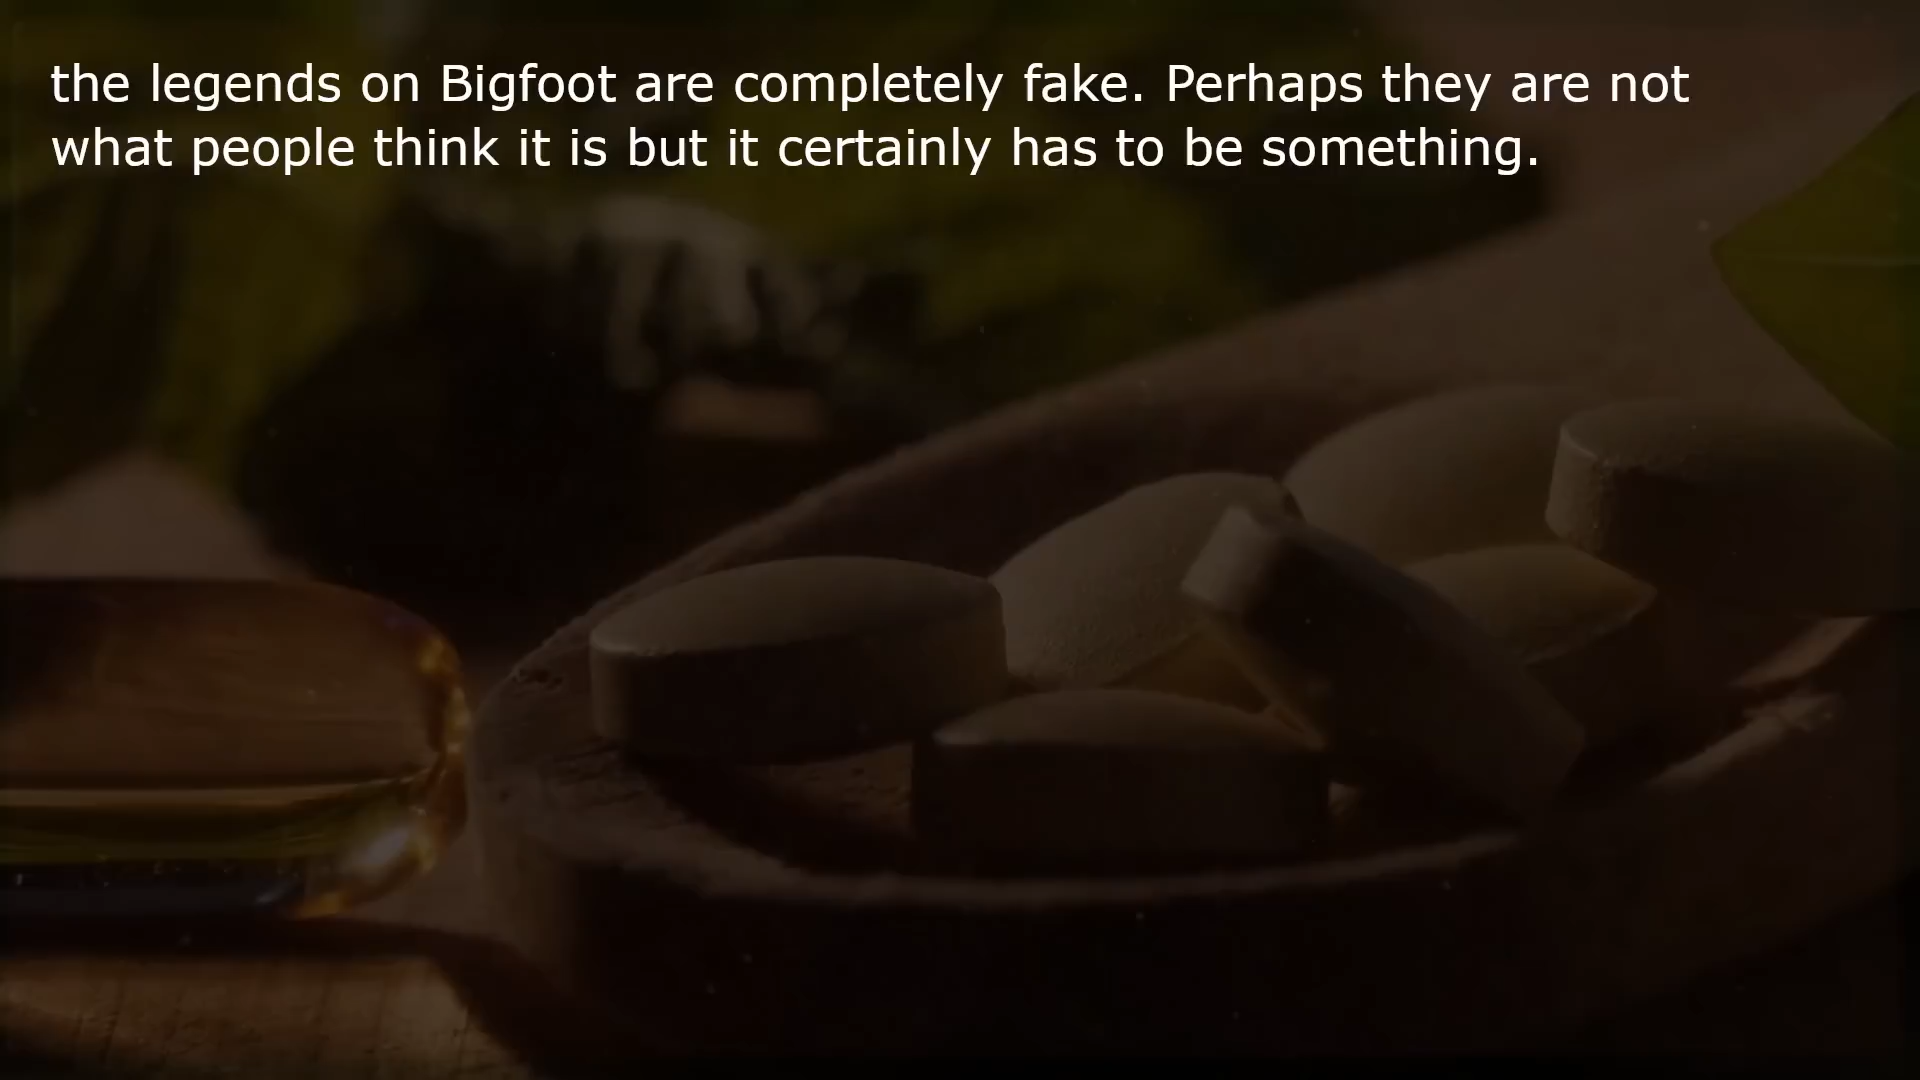 the legends on Bigfoot are completely fake. Perhaps they are not
what people think it is but it certainly has to be something.